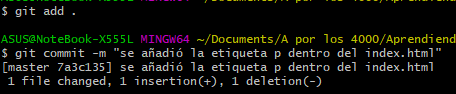 $ git add .
ASUS@NoteBook-X555L MINGW64 ~/Documents/A por los 4000/Aprendiend
$ git commit -m "se añadió la etiqueta p dentro del index.html"
[master 7a3c135] se añadió la etiqueta p dentro del index.html
1 file changed, 1 insertion(+), 1 deletion(-)